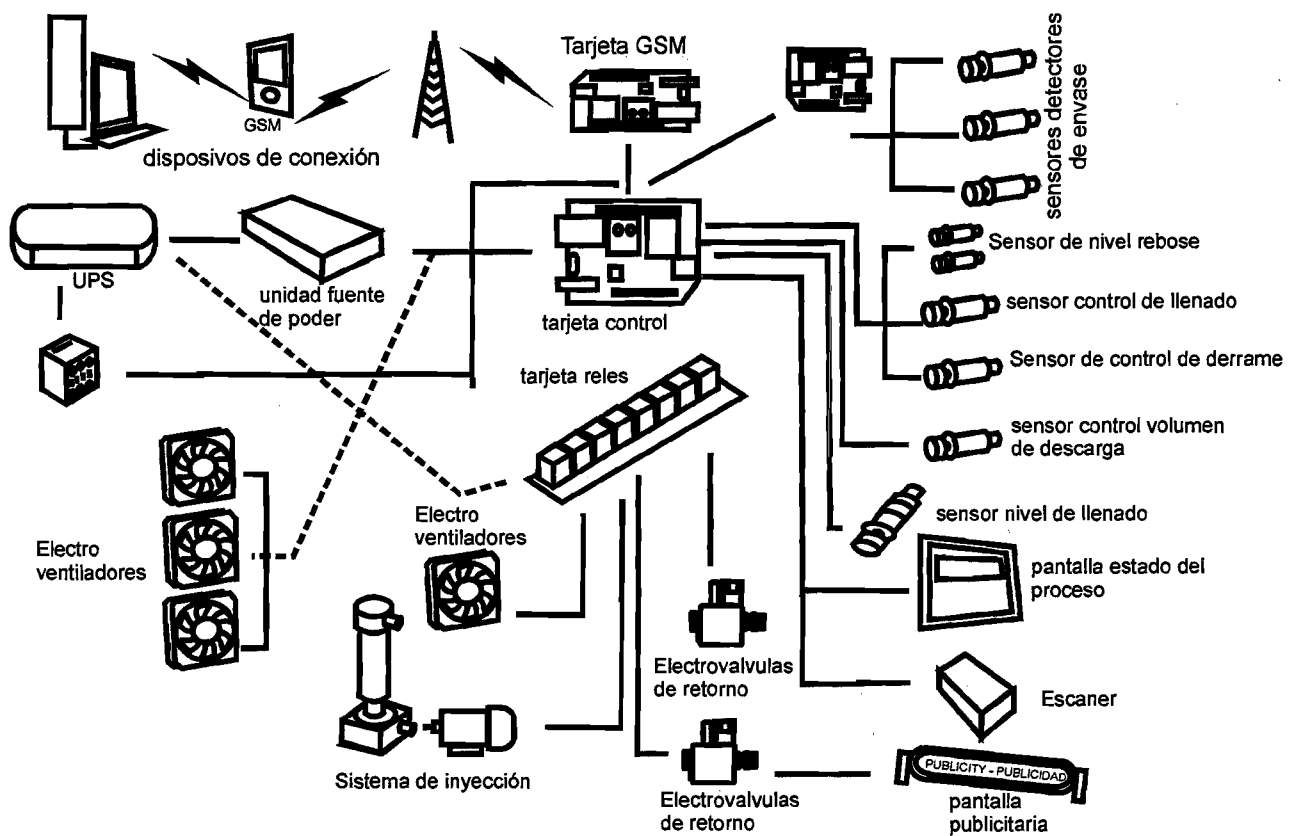 Tarjeta GSM
GSM
disposivos de conexión
sensores detectores
de envase
UPS
unidad fuente
de poder
tarjeta control
Sensor de nivel rebose
sensor control de llenado
Sensor de control de derrame
tarjeta reles
sensor control volumen
de descarga
Electro
ventiladores
Electro
ventiladores
sensor nivel de llenado
pantalla estado del
proceso
Electrovalvulas
de retorno
Escaner
Sistema de inyección
Electrovalvulas
de retorno
PUBLICITY - PUBLICIDAD
pantalla
publicitaria